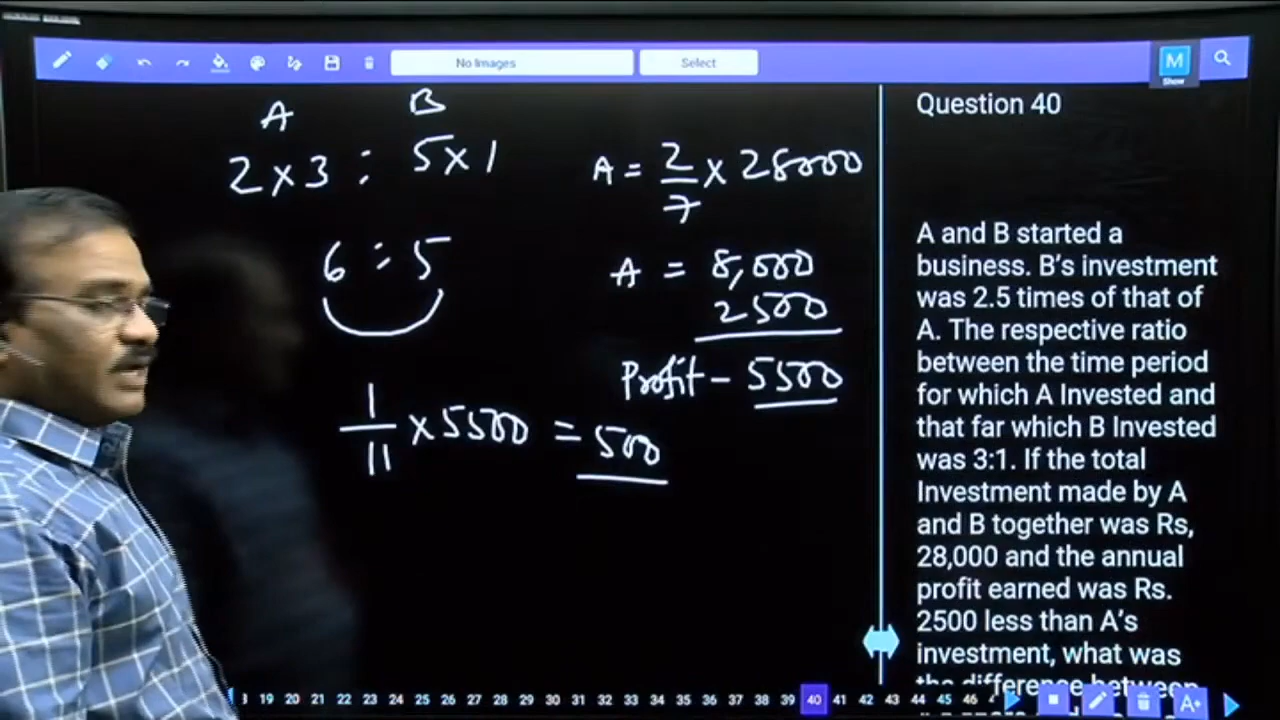 No Images
Select
M
Show
A B
2 x 3 : 5 x 1
6 : 5
1/11 x 5500 = 500
A = 2/7 x 28000
A = 8,000
2500
Profit - 5500
Question 40
A and B started a
business. B’s investment
was 2.5 times of that of
A. The respective ratio
between the time period
for which A Invested and
that far which B Invested
was 3:1. If the total
Investment made by A
and B together was Rs,
28,000 and the annual
profit earned was Rs.
2500 less than A’s
investment, what was
the difference between
19 20 21 22 23 24 25 26 27 28 29 30 31 32 33 34 35 36 37 38 39 40 41 42 43 44 45 46
A+